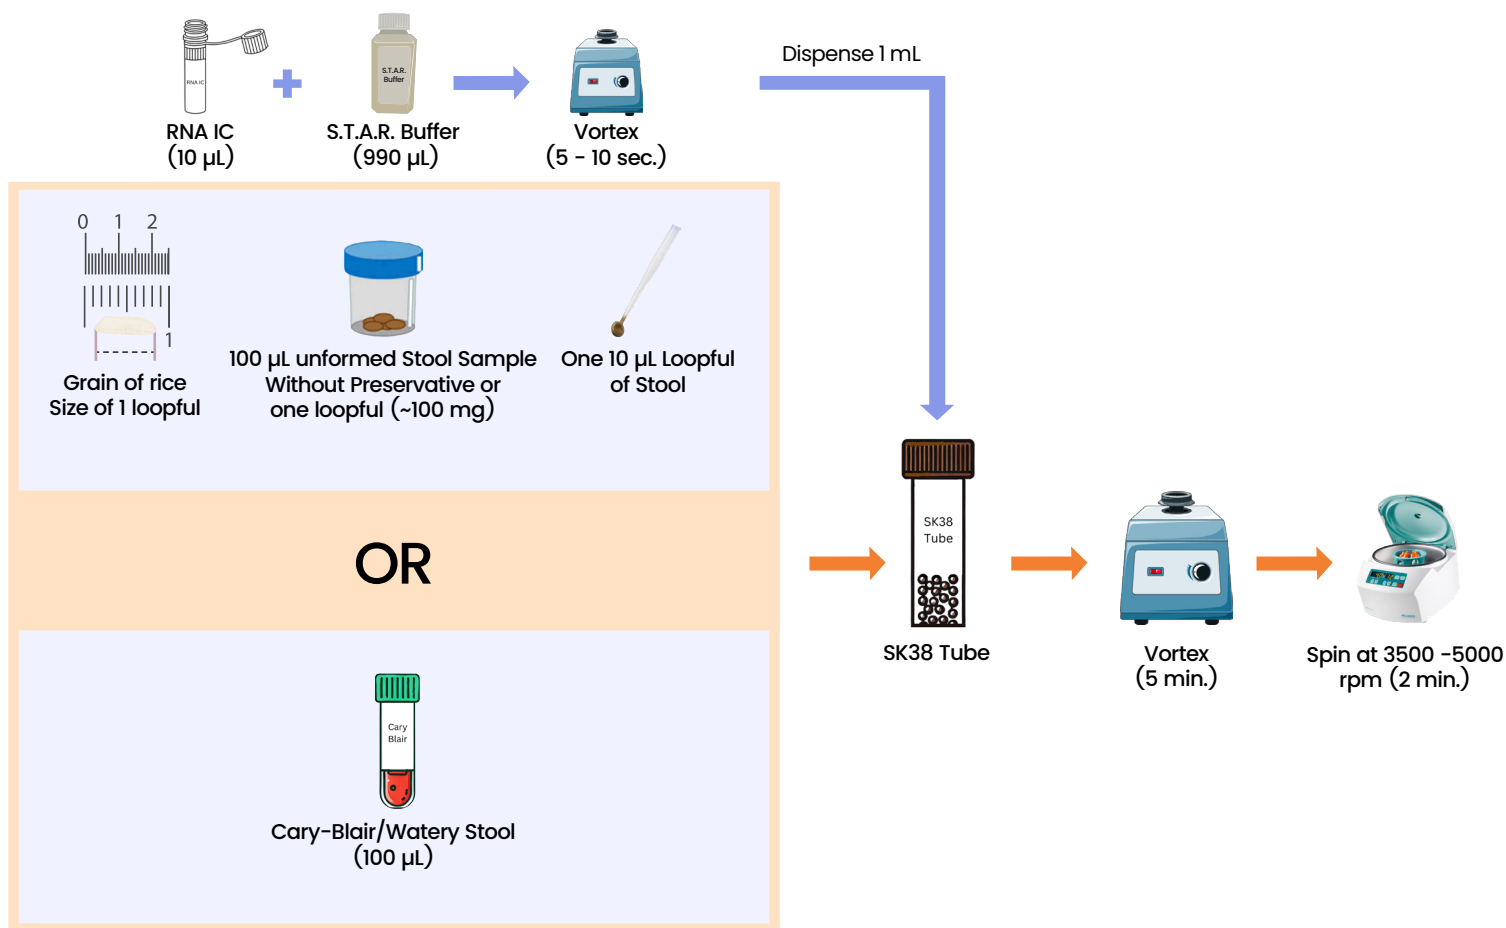 RNA IC
S.T.A.R.
Buffer
RNA IC
(10 µL)
S.T.A.R. Buffer
(990 µL)
Vortex
(5 - 10 sec.)
Dispense 1 mL
0 1 2
1
Grain of rice
Size of 1 loopful
100 µL unformed Stool Sample
Without Preservative or
one loopful (~100 mg)
One 10 µL Loopful
of Stool
OR
Cary
Blair
Cary-Blair/Watery Stool
(100 µL)
SK38
Tube
SK38 Tube
Vortex
(5 min.)
Spin at 3500 -5000
rpm (2 min.)